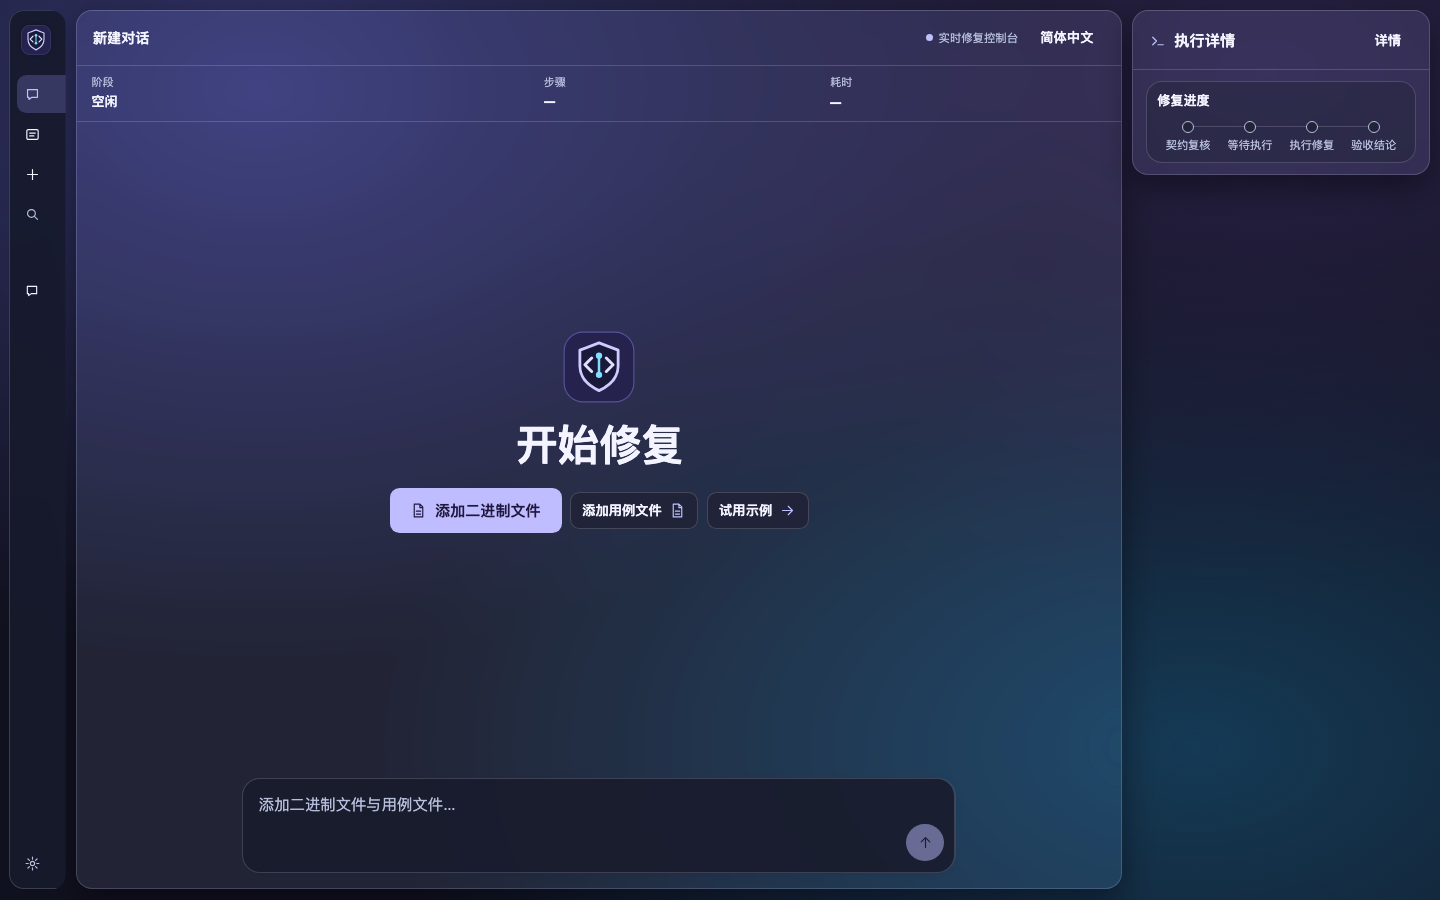 新建对话
实时修复控制台
简体中文
阶段
步骤
耗时
空闲
—
—
开始修复
添加二进制文件
添加用例文件
试用示例
添加二进制文件与用例文件...
执行详情
详情
修复进度
契约复核
等待执行
执行修复
验收结论